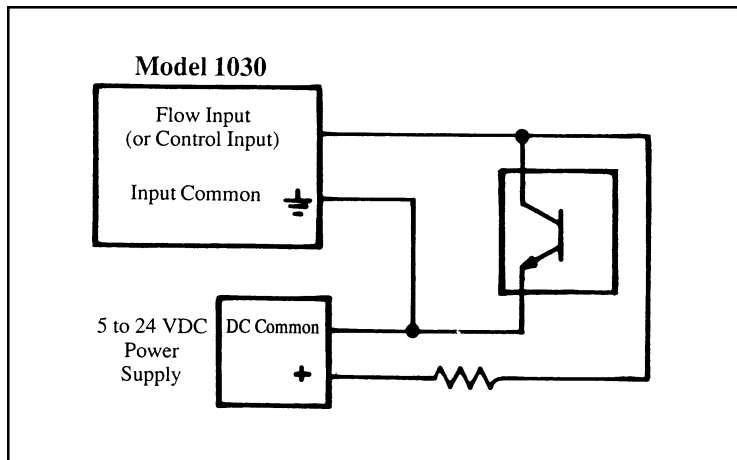 Model 1030
Flow Input
(or Control Input)
Input Common
5 to 24 VDC
Power
Supply
DC Common
+